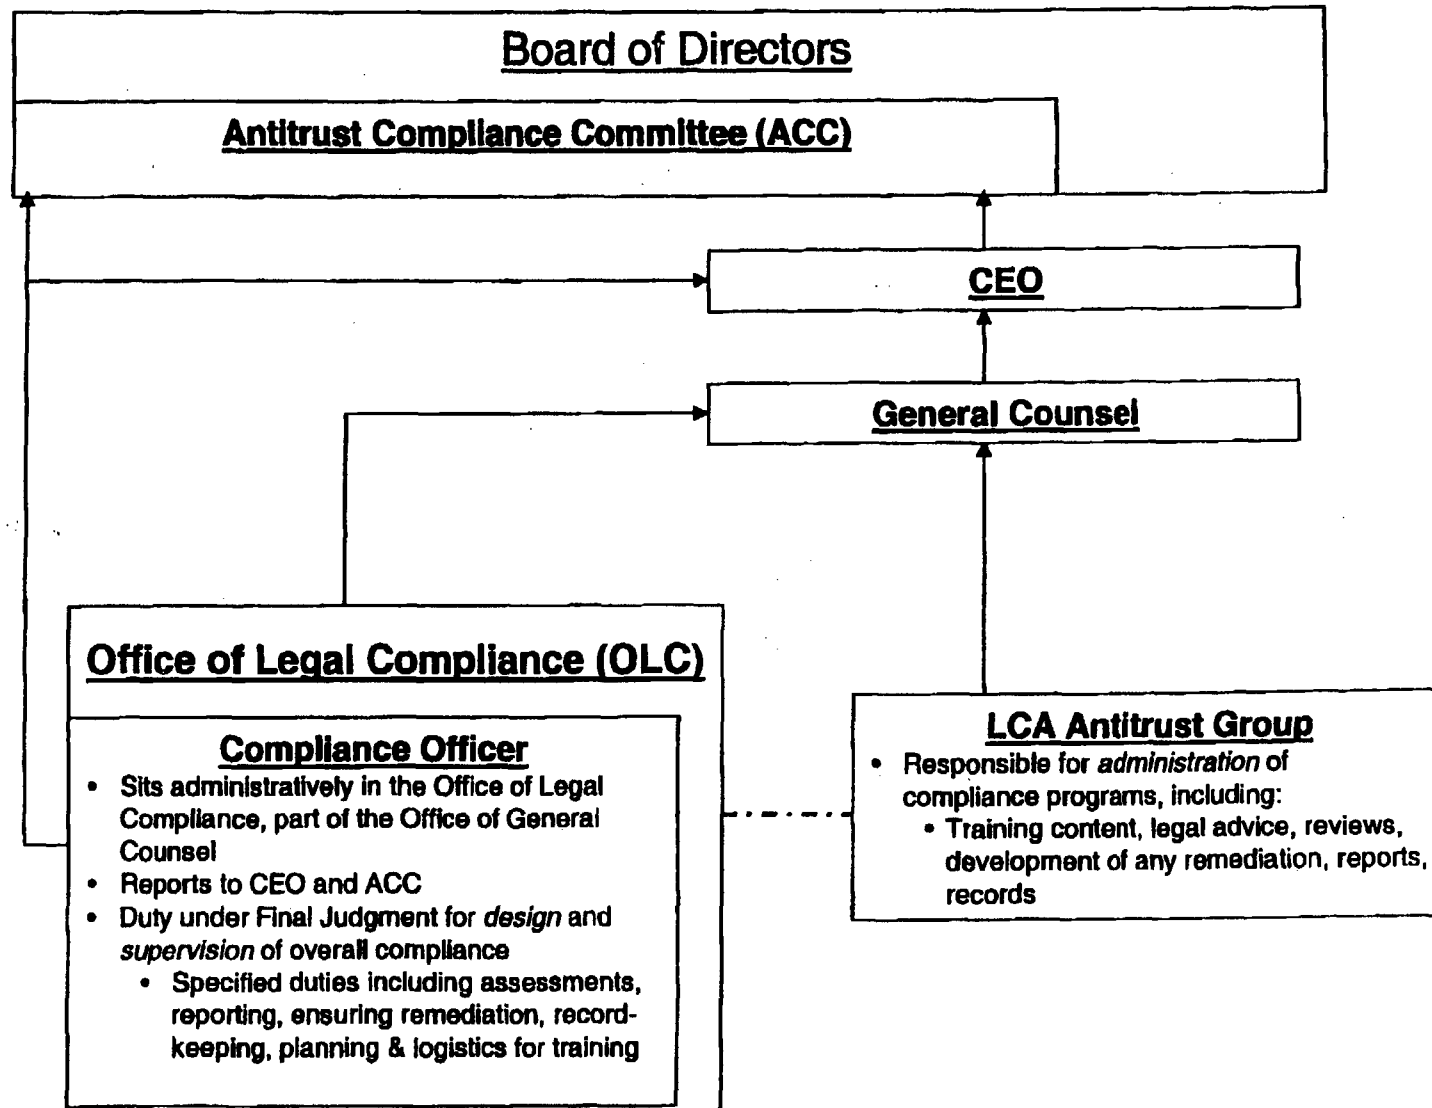 Board of Directors
Antitrust Compliance Committee (ACC)
CEO
General Counsel
Office of Legal Compliance (OLC)
Compliance Officer
• Sits administratively in the Office of Legal
Compliance, part of the Office of General
Counsel
• Reports to CEO and ACC
• Duty under Final Judgment for design and
supervision of overall compliance
• Specified duties including assessments,
reporting, ensuring remediation, record-
keeping, planning & logistics for training
LCA Antitrust Group
• Responsible for administration of
compliance programs, including:
• Training content, legal advice, reviews,
development of any remediation, reports,
records